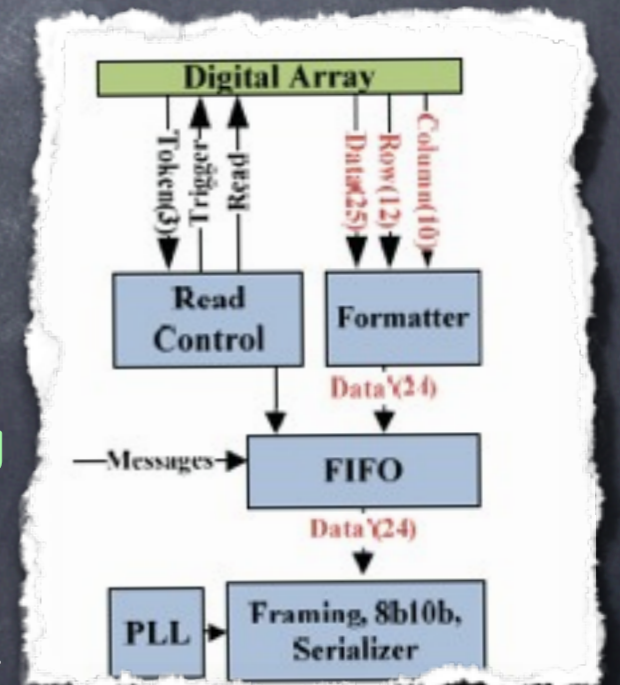 Digital Array
Token(3)
Trigger
Read
Data(25)
Row(12)
Column(10)
Read
Control
Formatter
Data'(24)
Messages
FIFO
Data'(24)
PLL
Framing, 8b10b,
Serializer